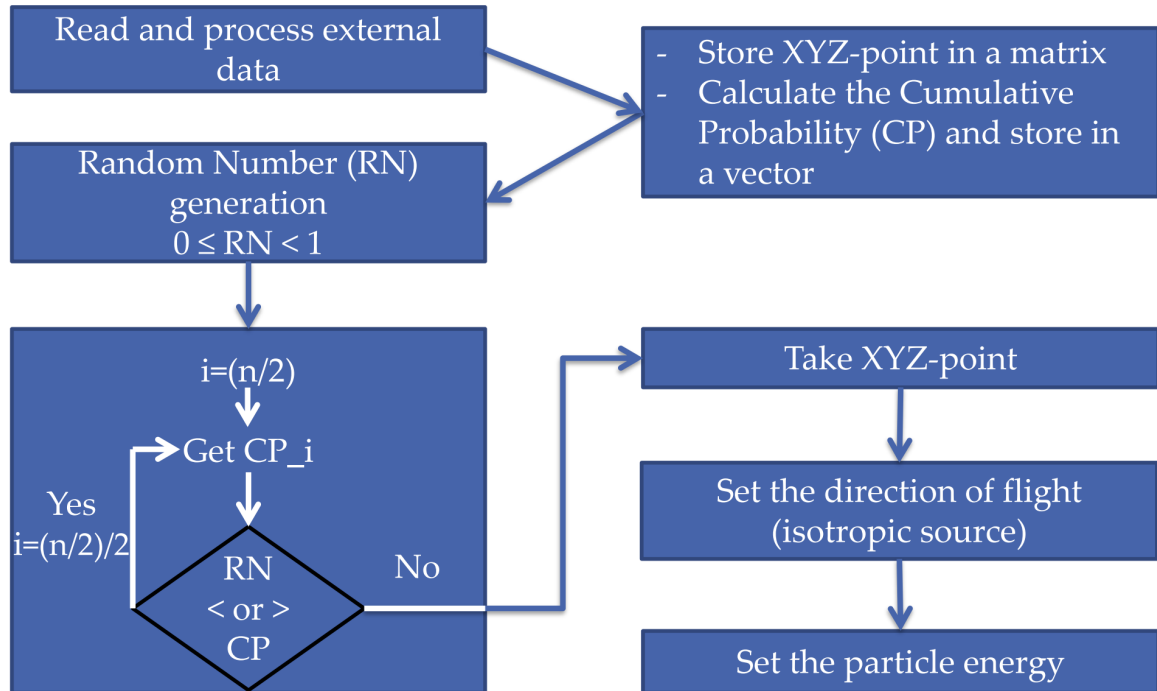 Read and process external
data
- Store XYZ-point in a matrix
- Calculate the Cumulative
Probability (CP) and store in
a vector
Random Number (RN)
generation
0 ≤ RN < 1
i=(n/2)
Get CP_i
Yes
i=(n/2)/2
RN
< or >
CP
No
Take XYZ-point
Set the direction of flight
(isotropic source)
Set the particle energy